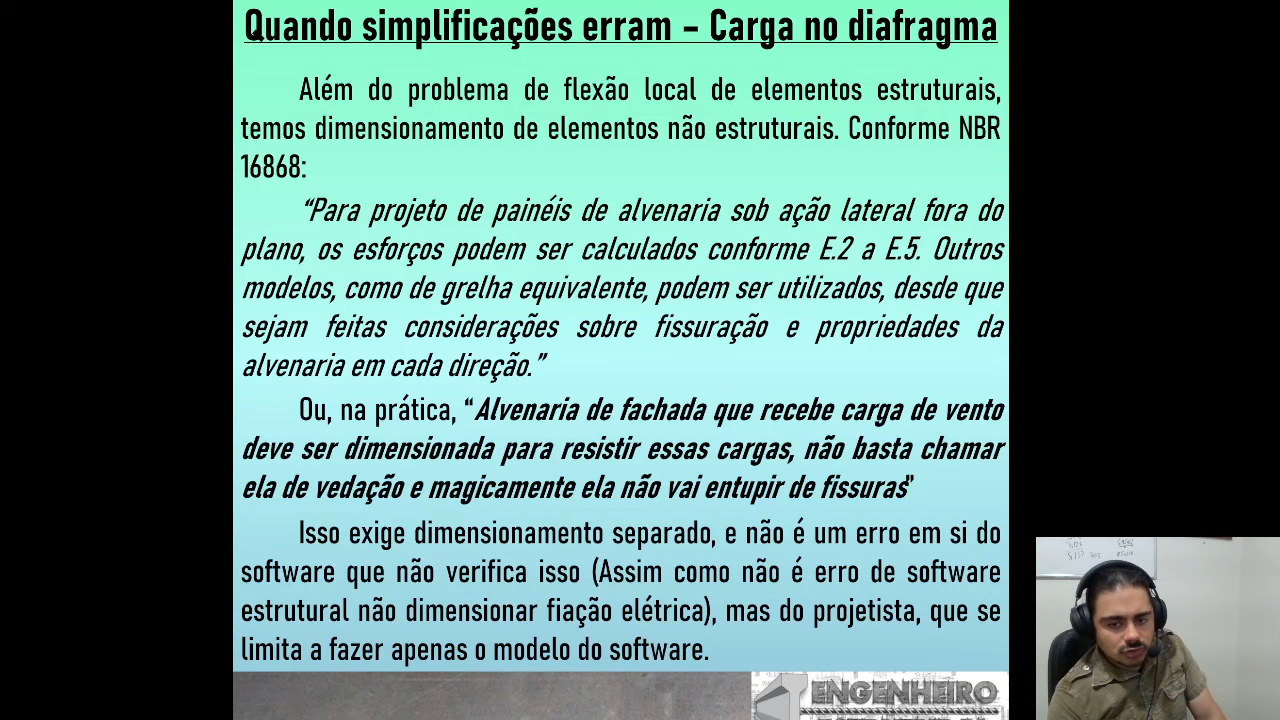 Quando simplificações erram – Carga no diafragma
Além do problema de flexão local de elementos estruturais,
temos dimensionamento de elementos não estruturais. Conforme NBR
16868:
“Para projeto de painéis de alvenaria sob ação lateral fora do
plano, os esforços podem ser calculados conforme E.2 a E.5. Outros
modelos, como de grelha equivalente, podem ser utilizados, desde que
sejam feitas considerações sobre fissuração e propriedades da
alvenaria em cada direção.”
Ou, na prática, “Alvenaria de fachada que recebe carga de vento
deve ser dimensionada para resistir essas cargas, não basta chamar
ela de vedação e magicamente ela não vai entupir de fissuras”
Isso exige dimensionamento separado, e não é um erro em si do
software que não verifica isso (Assim como não é erro de software
estrutural não dimensionar fiação elétrica), mas do projetista, que se
limita a fazer apenas o modelo do software.
ENGENHEIRO